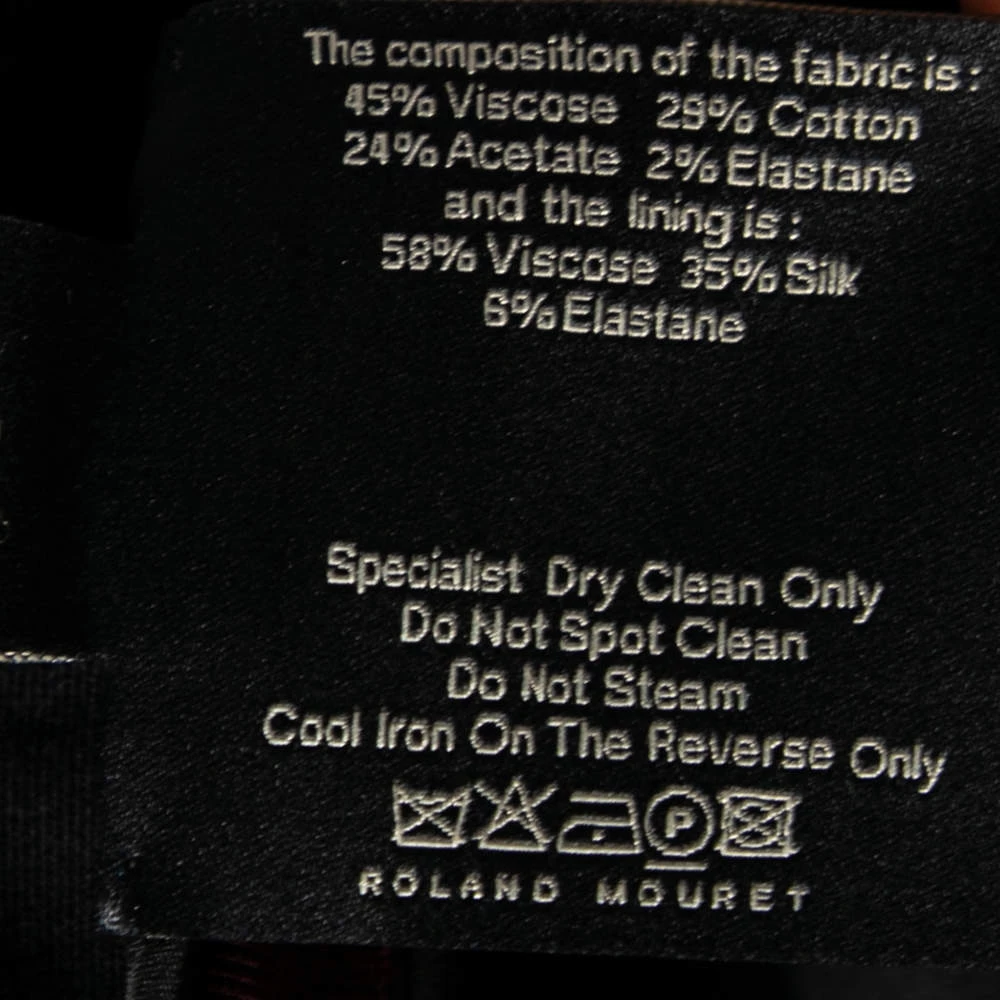 The composition of the fabric is :
45% Viscose 29% Cotton
24% Acetate 2% Elastane
and the lining is :
58% Viscose 35% Silk
6% Elastane
Specialist Dry Clean Only
Do Not Spot Clean
Do Not Steam
Cool Iron On The Reverse Only
P
ROLAND MOURET